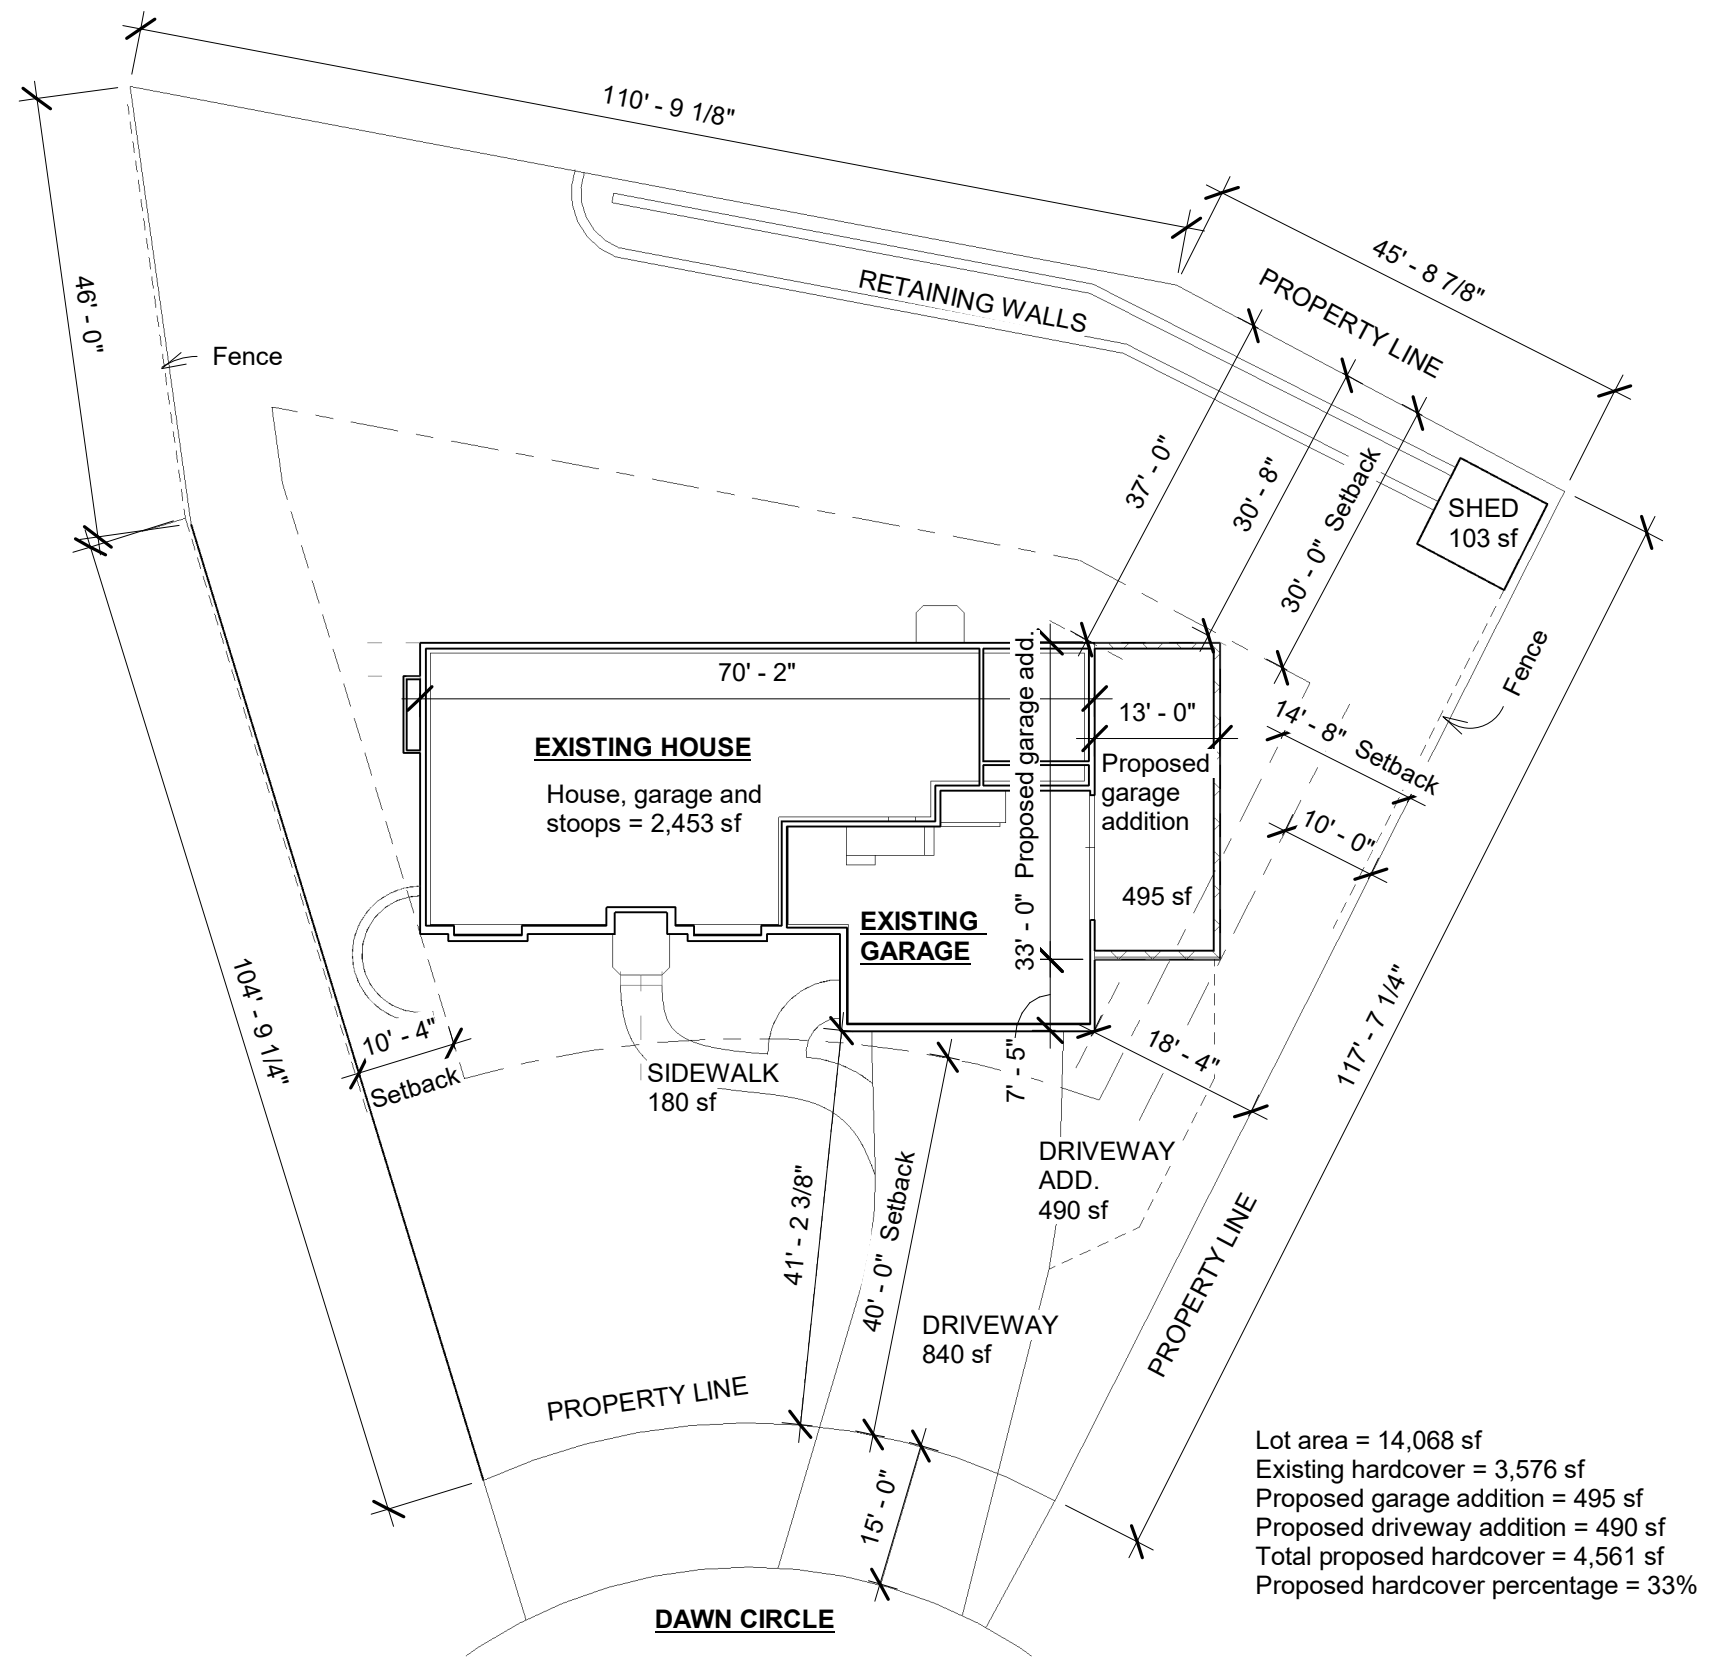 110' - 9 1/8"
45' - 8 7/8"
PROPERTY LINE
46' - 0"
Fence
RETAINING WALLS
37' - 0"
30' - 8"
30' - 0" Setback
SHED
103 sf
Fence
70' - 2"
13' - 0"
33' - 0" Proposed garage add.
14' - 8" Setback
10' - 0"
EXISTING HOUSE
House, garage and
stoops = 2,453 sf
Proposed
garage
addition
495 sf
EXISTING
GARAGE
104' - 9 1/4"
10' - 4"
Setback
SIDEWALK
180 sf
7' - 5"
18' - 4"
117' - 7 1/4"
DRIVEWAY
ADD.
490 sf
41' - 2 3/8"
40' - 0" Setback
DRIVEWAY
840 sf
PROPERTY LINE
PROPERTY LINE
15' - 0"
DAWN CIRCLE
Lot area = 14,068 sf
Existing hardcover = 3,576 sf
Proposed garage addition = 495 sf
Proposed driveway addition = 490 sf
Total proposed hardcover = 4,561 sf
Proposed hardcover percentage = 33%